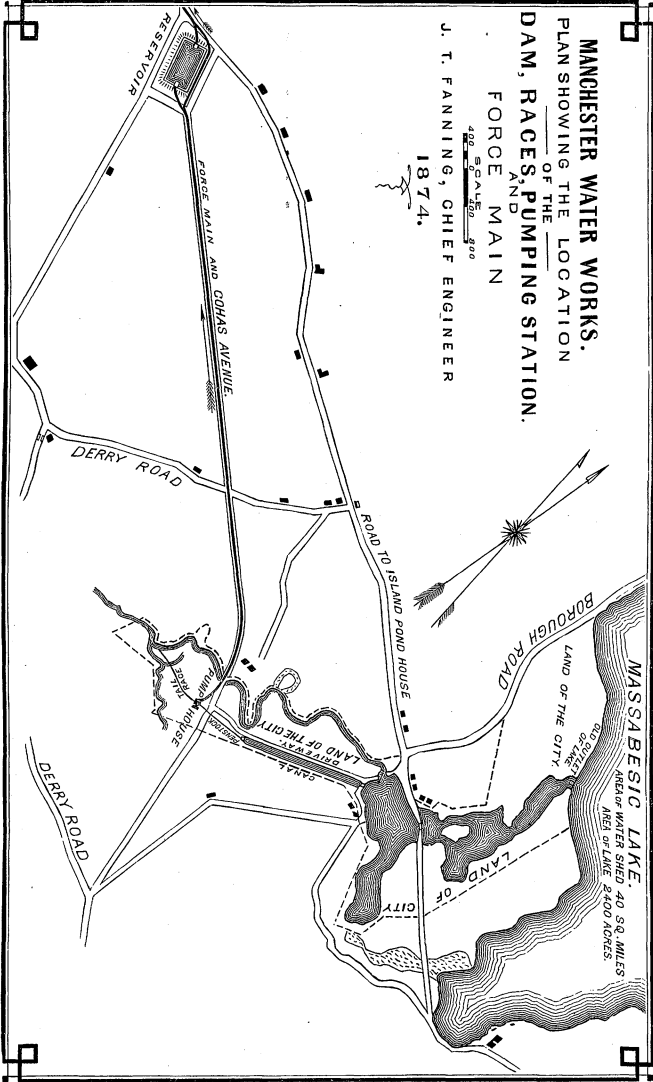 MANCHESTER WATER WORKS.
PLAN SHOWING THE LOCATION
OF THE
DAM, RACES, PUMPING STATION.
AND
FORCE MAIN
SCALE
400 0 400 800
J. T. FANNING, CHIEF ENGINEER
1874.
RESERVOIR
FORCE MAIN AND COHAS AVENUE.
DERRY ROAD
ROAD TO ISLAND POND HOUSE
BOROUGH ROAD
LAND OF THE CITY.
OLD OUTLET
OF LAKE
MASSABESIC LAKE.
AREA OF WATER SHED 40 SQ. MILES
AREA OF LAKE 2400 ACRES.
LAND OF THE CITY
DRIVEWAY.
CANAL
PENSTOCK
PUMP HOUSE
TAIL
RACE
LAND OF CITY
DERRY ROAD